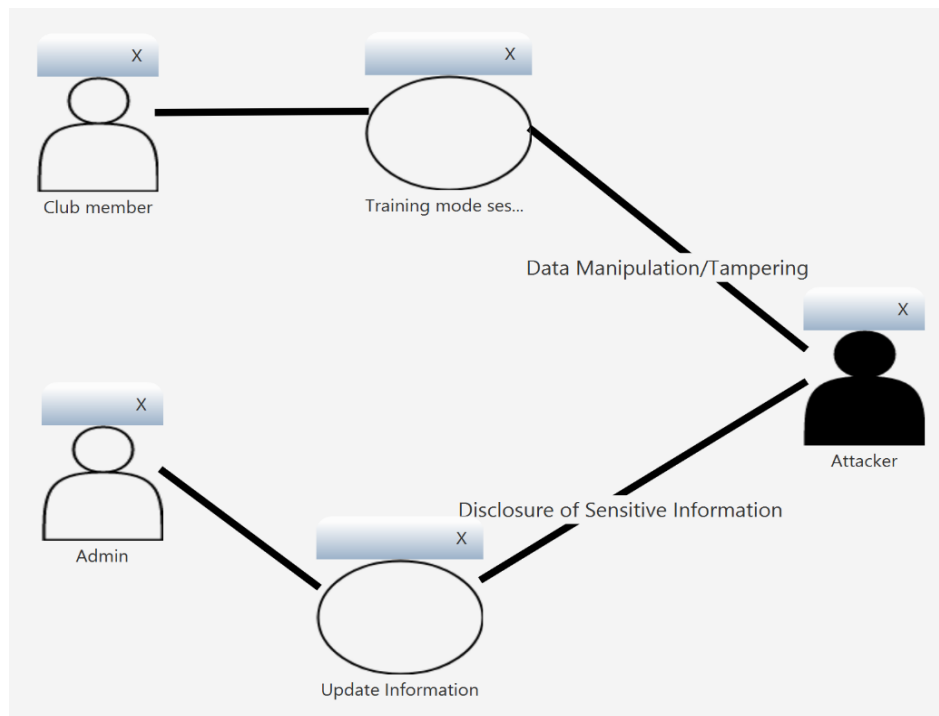 X
X
Club member
Training mode ses...
Data Manipulation/Tampering
X
Attacker
X
Admin
Disclosure of Sensitive Information
X
Update Information